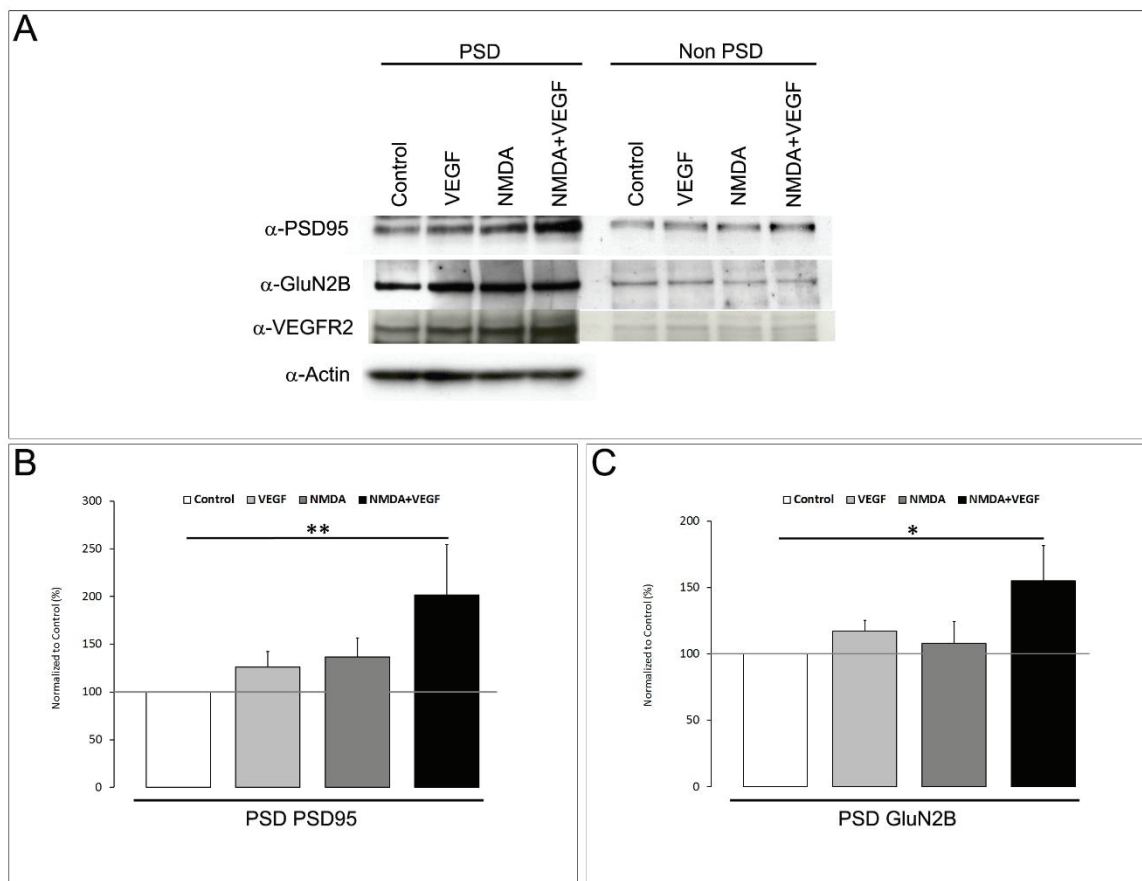 A
PSD Non PSD
Control VEGF NMDA NMDA+VEGF Control VEGF NMDA NMDA+VEGF
α-PSD95
α-GluN2B
α-VEGFR2
α-Actin
B
300
250
200
150
100
50
0
Normalized to Control (%)
Control VEGF NMDA NMDA+VEGF
**
PSD PSD95
C
200
150
100
50
0
Normalized to Control (%)
Control VEGF NMDA NMDA+VEGF
*
PSD GluN2B